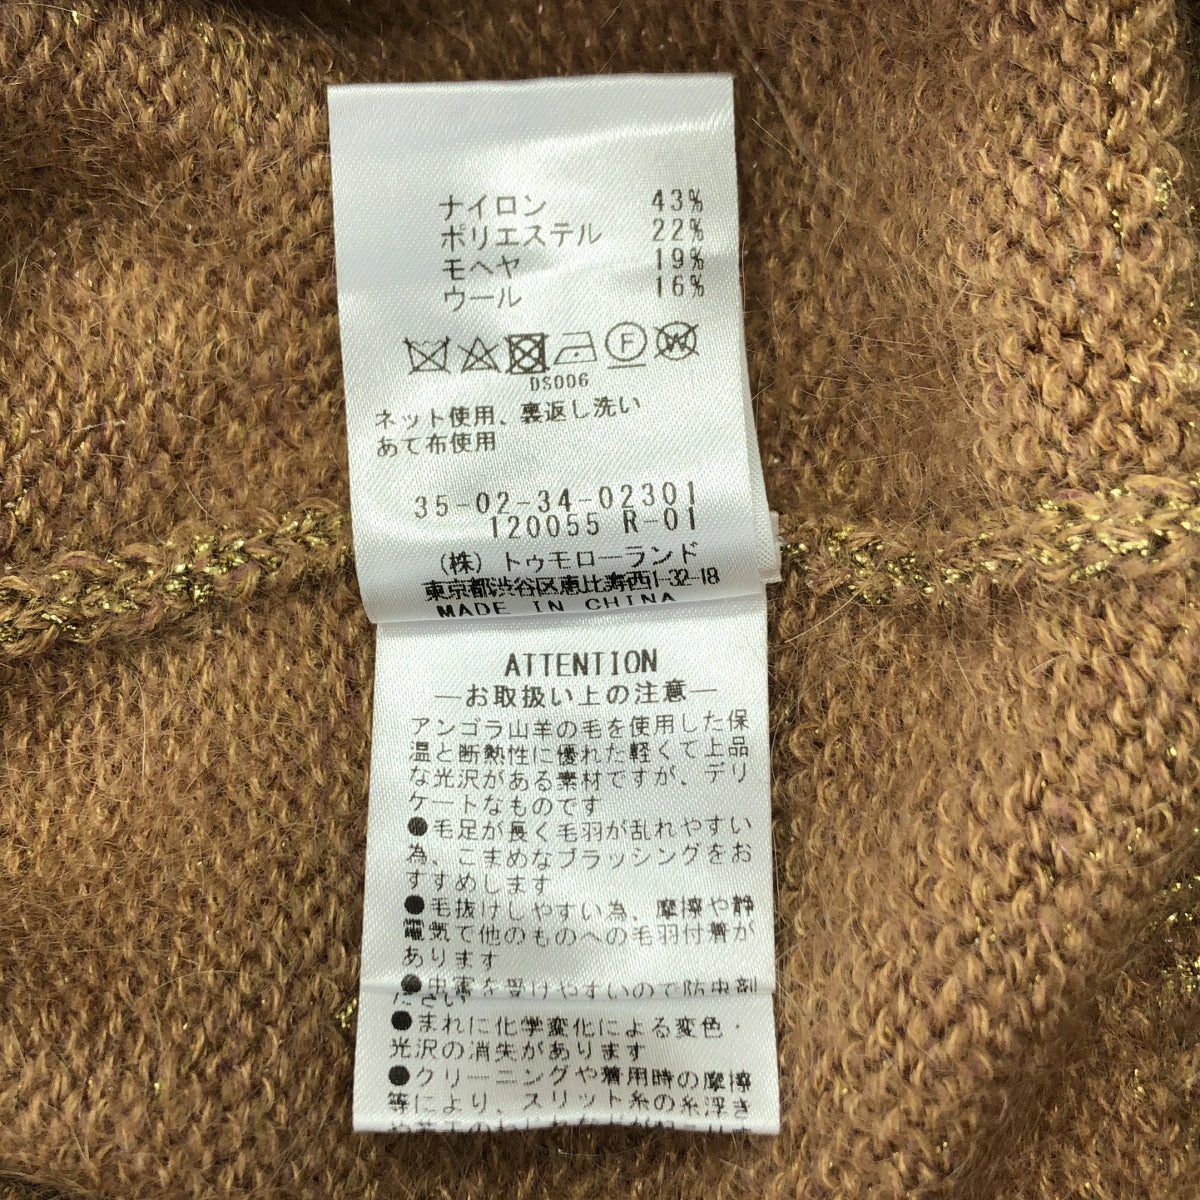 ナイロン 43%
ポリエステル 22%
モヘヤ 19%
ウール 16%
F W
DS006
ネット使用、裏返し洗い
あて布使用
35-02-34-02301
120055 R-01
(株) トゥモローランド
東京都渋谷区恵比寿西1-32-18
MADE IN CHINA
ATTENTION
―お取扱い上の注意―
アンゴラ山羊の毛を使用した保
温と断熱性に優れた軽くて上品
な光沢がある素材ですが、デリ
ケートなものです
●毛足が長く毛羽が乱れやすい
為、こまめなブラッシングをお
すすめします
●毛抜けしやすい為、摩擦や静
電気で他のものへの毛羽付着が
あります
●虫害を受けやすいので防虫剤
ださい
●まれに化学変化による変色・
光沢の消失があります
●クリーニングや着用時の摩擦
等により、スリット糸の糸浮き